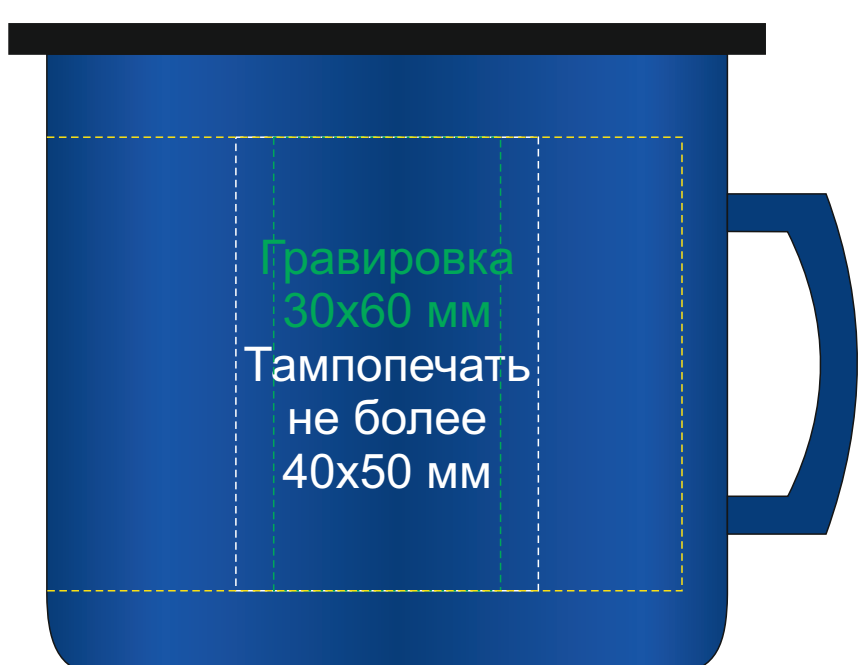 Гравировка
30х60 мм
Тампопечать
не более
40х50 мм